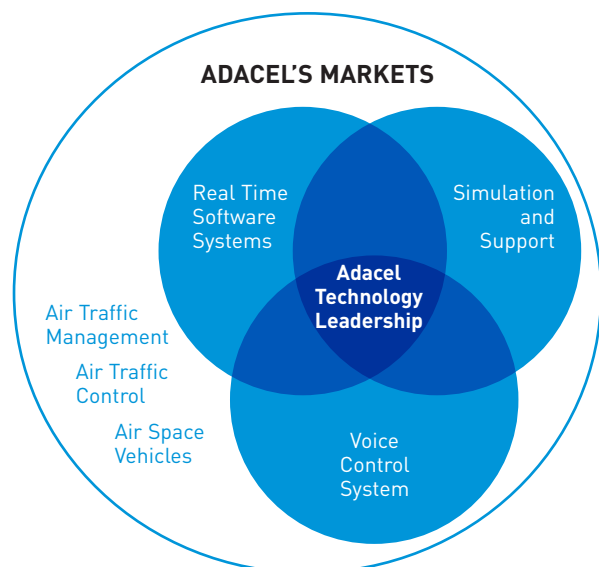 ADACEL'S MARKETS
Real Time
Software
Systems
Simulation
and
Support
Adacel
Technology
Leadership
Air Traffic
Management
Air Traffic
Control
Air Space
Vehicles
Voice
Control
System